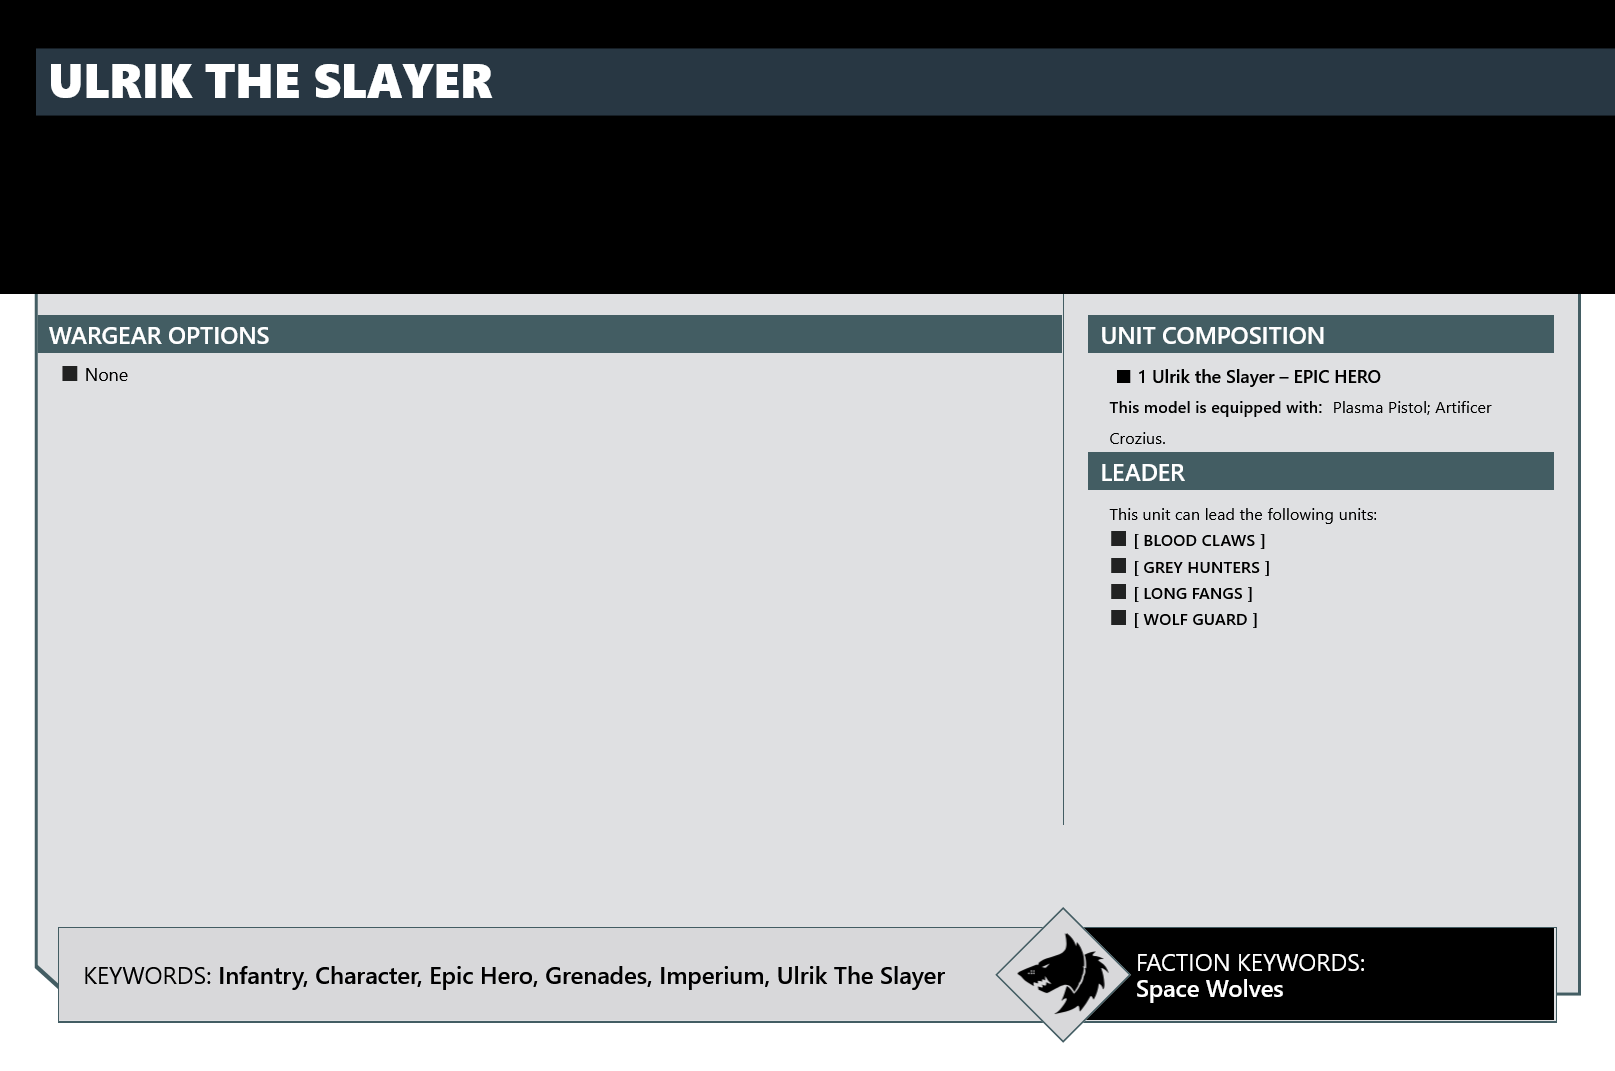 ULRIK THE SLAYER
WARGEAR OPTIONS
■ None
UNIT COMPOSITION
■ 1 Ulrik the Slayer – EPIC HERO
This model is equipped with: Plasma Pistol; Artificer
Crozius.
LEADER
This unit can lead the following units:
■ [ BLOOD CLAWS ]
■ [ GREY HUNTERS ]
■ [ LONG FANGS ]
■ [ WOLF GUARD ]
KEYWORDS: Infantry, Character, Epic Hero, Grenades, Imperium, Ulrik The Slayer
FACTION KEYWORDS:
Space Wolves